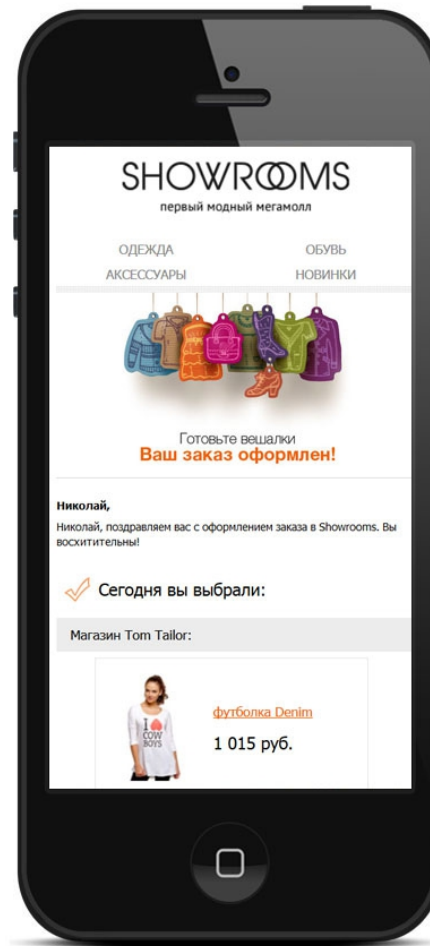 SHOWROOMS
первый модный мегамолл
ОДЕЖДА ОБУВЬ
АКСЕССУАРЫ НОВИНКИ
Готовьте вешалки
Ваш заказ оформлен!
Николай,
Николай, поздравляем вас с оформлением заказа в Showrooms. Вы
восхитительны!
Сегодня вы выбрали:
Магазин Tom Tailor:
I
COW
BOYS
футболка Denim
1 015 руб.